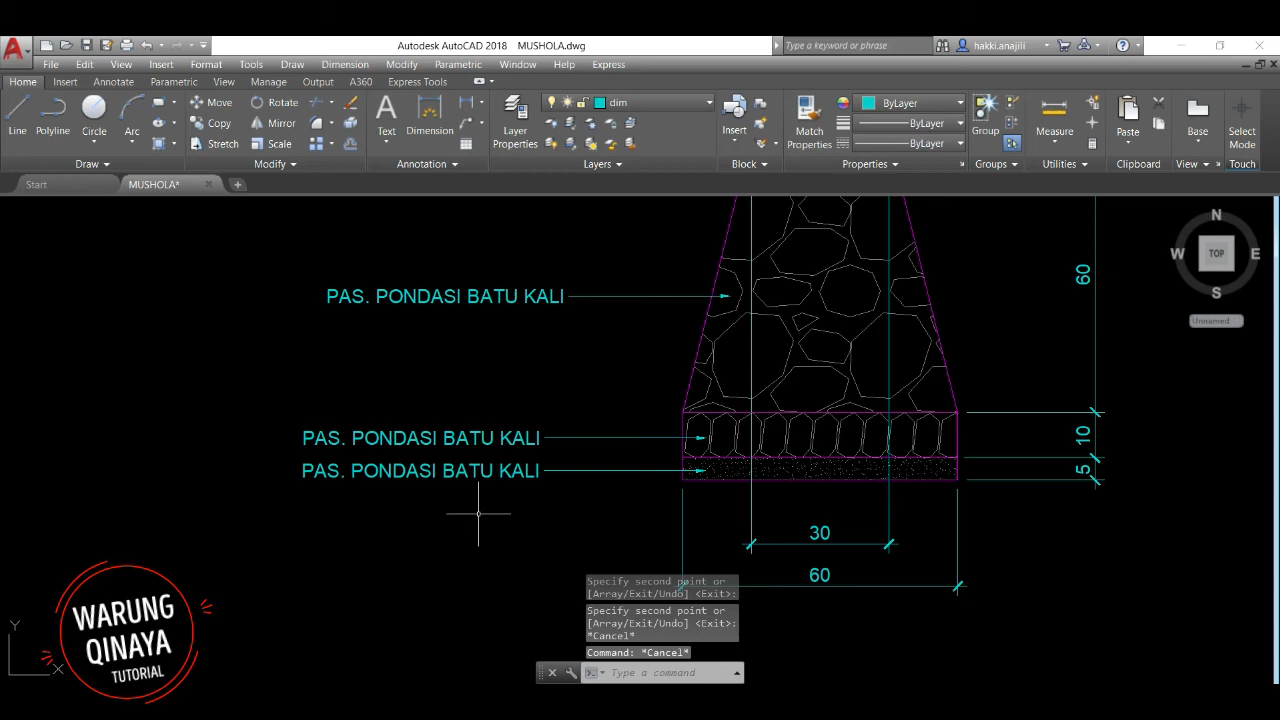 Autodesk AutoCAD 2018 MUSHOLA.dwg
Type a keyword or phrase
hakki.anajili
File Edit View Insert Format Tools Draw Dimension Modify Parametric Window Help Express
Home Insert Annotate Parametric View Manage Output A360 Express Tools
Line Polyline Circle Arc
Move Rotate
Copy Mirror
Stretch Scale
Text Dimension
Layer Properties
dim
Insert
Match Properties
ByLayer
ByLayer
ByLayer
Group
Measure
Paste
Base
Select Mode
Draw Modify Annotation Layers Block Properties Groups Utilities Clipboard View Touch
Start MUSHOLA*
N
W TOP E
S
Unnamed
60
PAS. PONDASI BATU KALI
PAS. PONDASI BATU KALI
10
PAS. PONDASI BATU KALI
5
30
60
Specify second point or
[Array/Exit/Undo] <Exit>:
Specify second point or
[Array/Exit/Undo] <Exit>:
*Cancel*
Command: *Cancel*
Type a command
Y
X
WARUNG
QINAYA
TUTORIAL